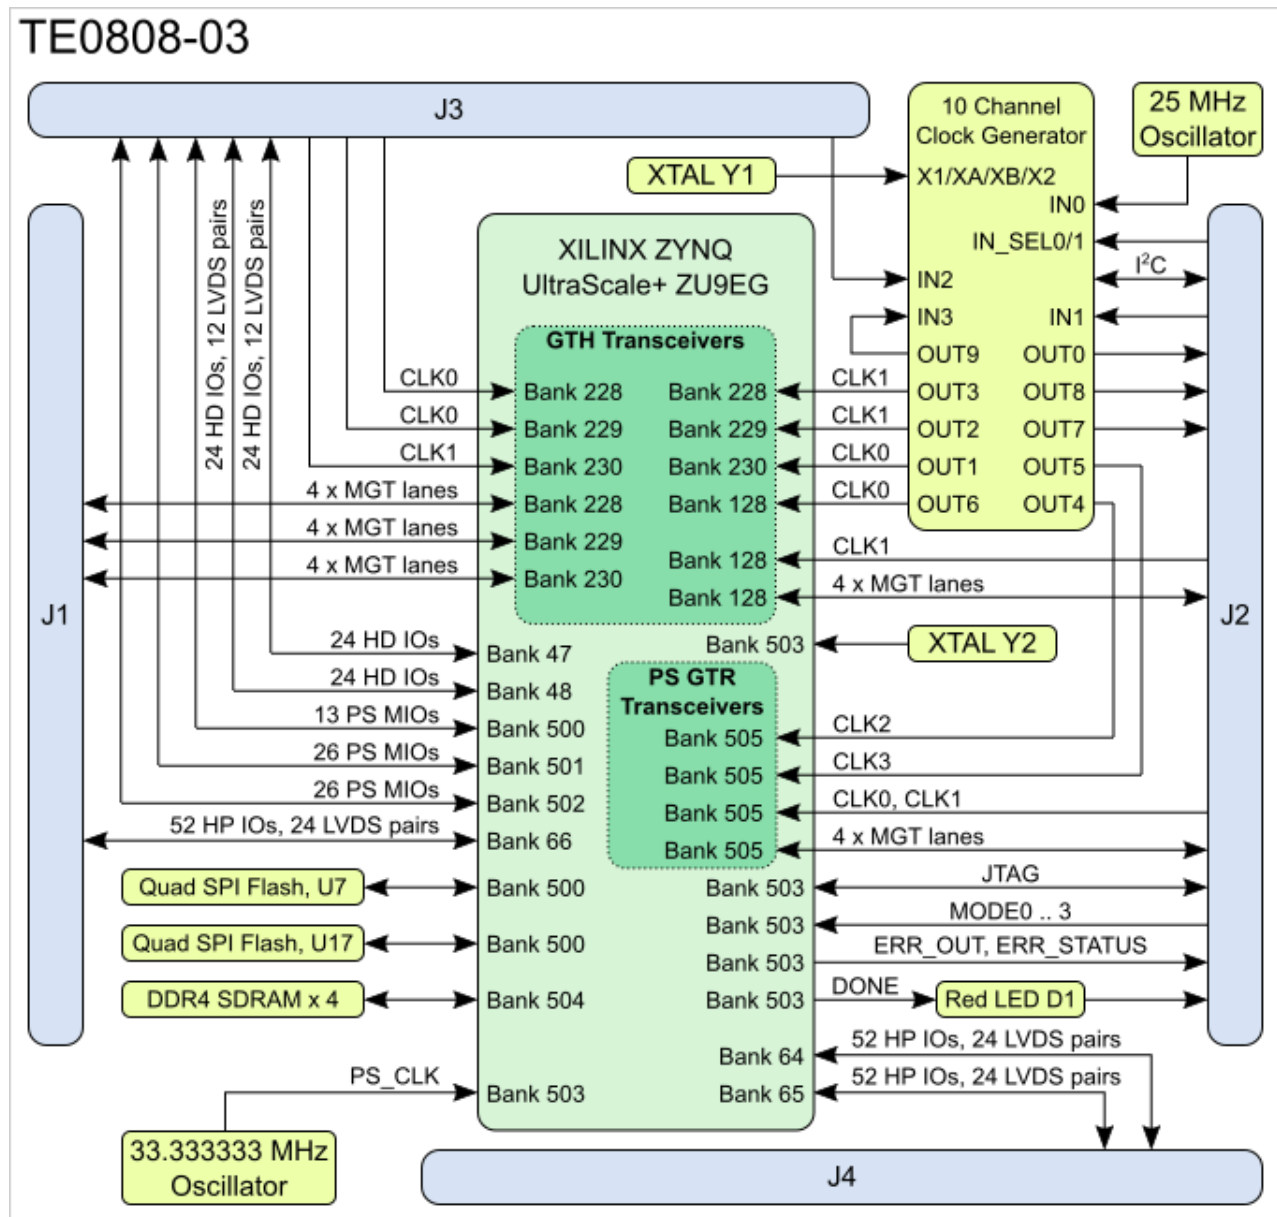 TE0808-03
J3
10 Channel
Clock Generator
25 MHz
Oscillator
XTAL Y1
X1/XA/XB/X2
IN0
IN_SEL0/1
I²C
IN2
IN3
IN1
OUT9
OUT0
OUT3
OUT8
OUT2
OUT7
OUT1
OUT5
OUT6
OUT4
24 HD IOs, 12 LVDS pairs
24 HD IOs, 12 LVDS pairs
XILINX ZYNQ
UltraScale+ ZU9EG
GTH Transceivers
CLK0
Bank 228
Bank 228
CLK1
CLK0
Bank 229
Bank 229
CLK1
CLK1
Bank 230
Bank 230
CLK0
4 x MGT lanes
Bank 228
Bank 128
CLK0
4 x MGT lanes
Bank 229
Bank 128
CLK1
4 x MGT lanes
Bank 230
Bank 128
4 x MGT lanes
J1
J2
24 HD IOs
Bank 47
Bank 503
XTAL Y2
24 HD IOs
Bank 48
PS GTR
Transceivers
13 PS MIOs
Bank 500
Bank 505
CLK2
26 PS MIOs
Bank 501
Bank 505
CLK3
26 PS MIOs
Bank 502
Bank 505
CLK0, CLK1
52 HP IOs, 24 LVDS pairs
Bank 66
Bank 505
4 x MGT lanes
Quad SPI Flash, U7
Bank 500
Bank 503
JTAG
Bank 503
MODE0 .. 3
Quad SPI Flash, U17
Bank 500
Bank 503
ERR_OUT, ERR_STATUS
DDR4 SDRAM x 4
Bank 504
Bank 503
DONE
Red LED D1
Bank 64
52 HP IOs, 24 LVDS pairs
PS_CLK
Bank 503
Bank 65
52 HP IOs, 24 LVDS pairs
33.333333 MHz
Oscillator
J4